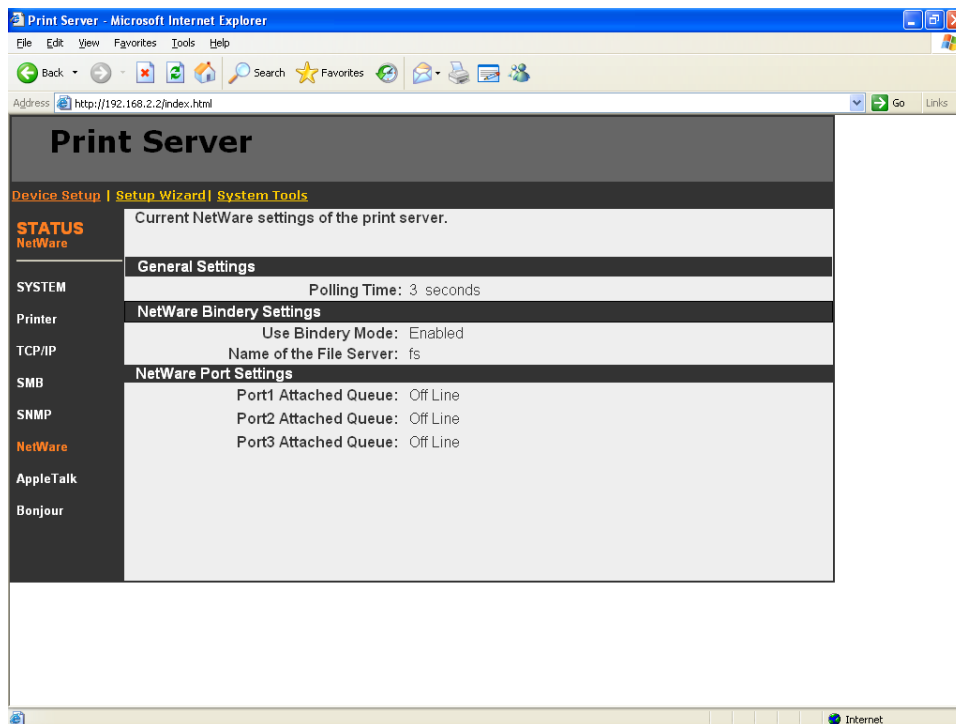 Print Server - Microsoft Internet Explorer
File Edit View Favorites Tools Help
Back Search Favorites
Address http://192.168.2.2/index.html Go Links
Print Server
Device Setup | Setup Wizard | System Tools
STATUS
NetWare
SYSTEM
Printer
TCP/IP
SMB
SNMP
NetWare
AppleTalk
Bonjour
Current NetWare settings of the print server.
General Settings
Polling Time: 3 seconds
NetWare Bindery Settings
Use Bindery Mode: Enabled
Name of the File Server: fs
NetWare Port Settings
Port1 Attached Queue: Off Line
Port2 Attached Queue: Off Line
Port3 Attached Queue: Off Line
Internet